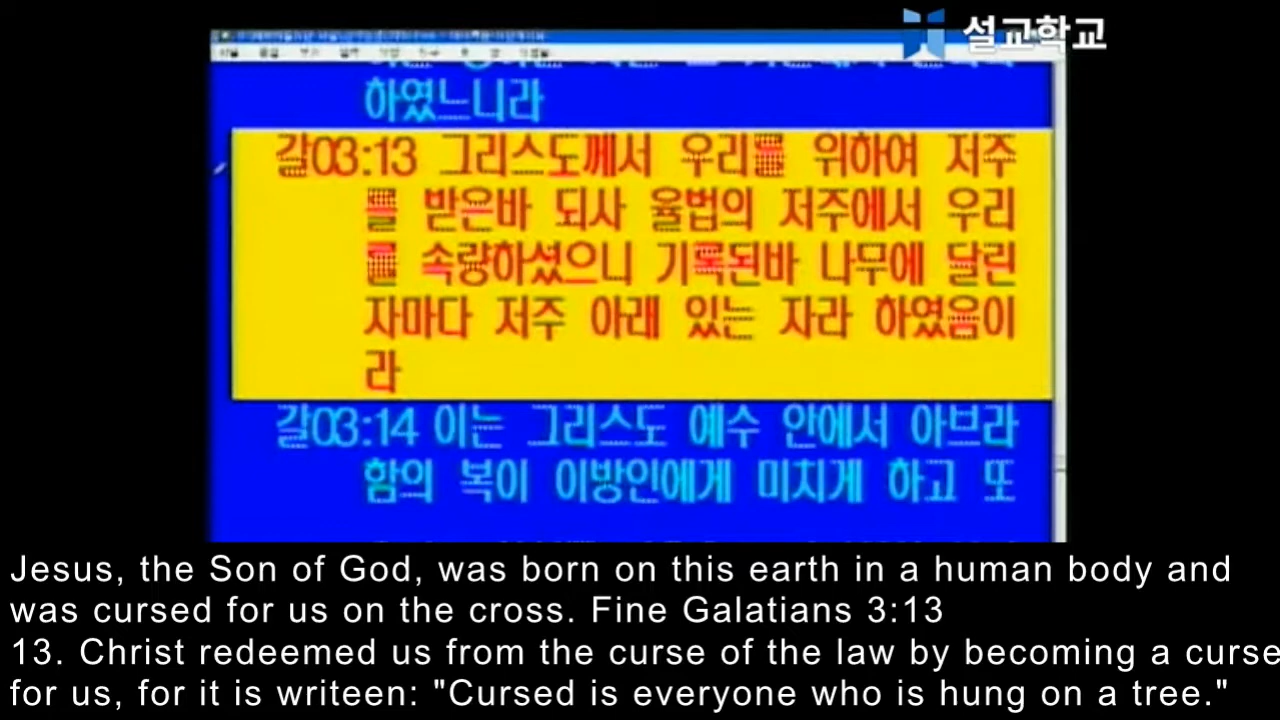 설교학교
하였느니라
갈03:13 그리스도께서 우리를 위하여 저주
를 받은바 되사 율법의 저주에서 우리
를 속량하셨으니 기록된바 나무에 달린
자마다 저주 아래 있는 자라 하였음이
라
갈03:14 이는 그리스도 예수 안에서 아브라
함의 복이 이방인에게 미치게 하고 또
Jesus, the Son of God, was born on this earth in a human body and
was cursed for us on the cross. Fine Galatians 3:13
13. Christ redeemed us from the curse of the law by becoming a curse
for us, for it is writeen: "Cursed is everyone who is hung on a tree."